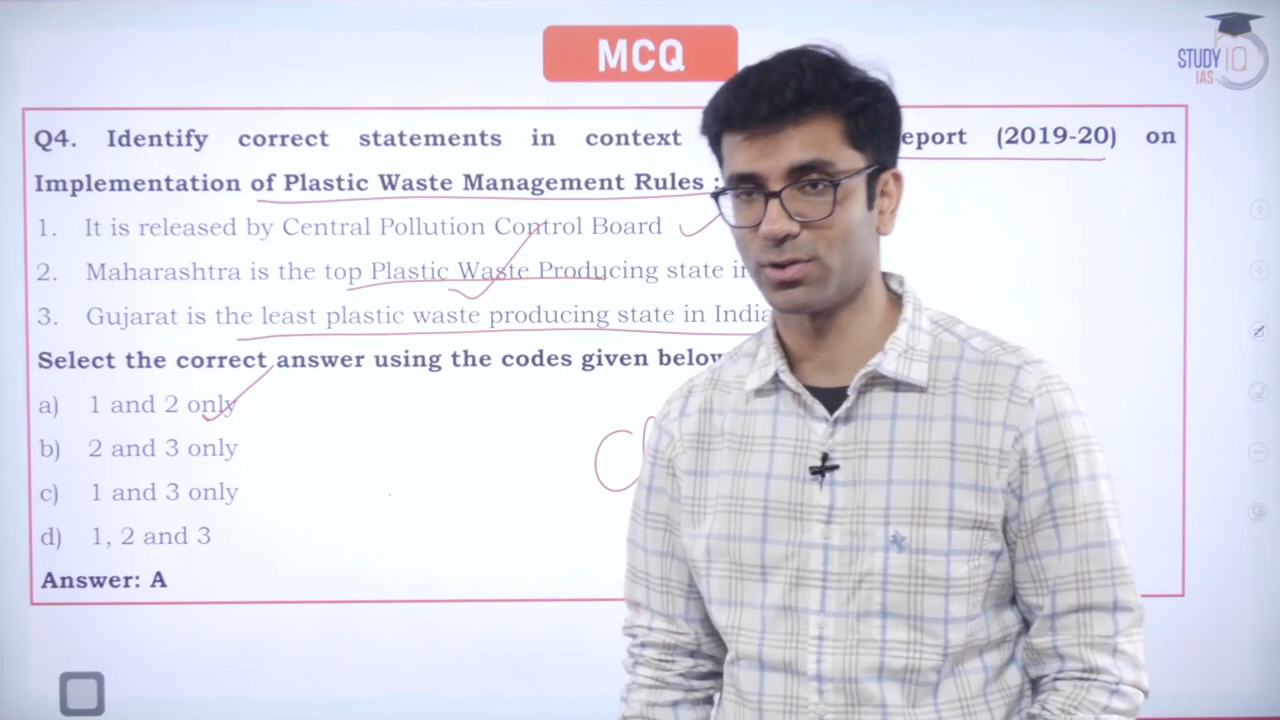 MCQ
STUDY IQ
IAS
Q4. Identify correct statements in context eport (2019-20) on
Implementation of Plastic Waste Management Rules :
1. It is released by Central Pollution Control Board
2. Maharashtra is the top Plastic Waste Producing state in
3. Gujarat is the least plastic waste producing state in India
Select the correct answer using the codes given below
a) 1 and 2 only
b) 2 and 3 only
c) 1 and 3 only
d) 1, 2 and 3
Answer: A